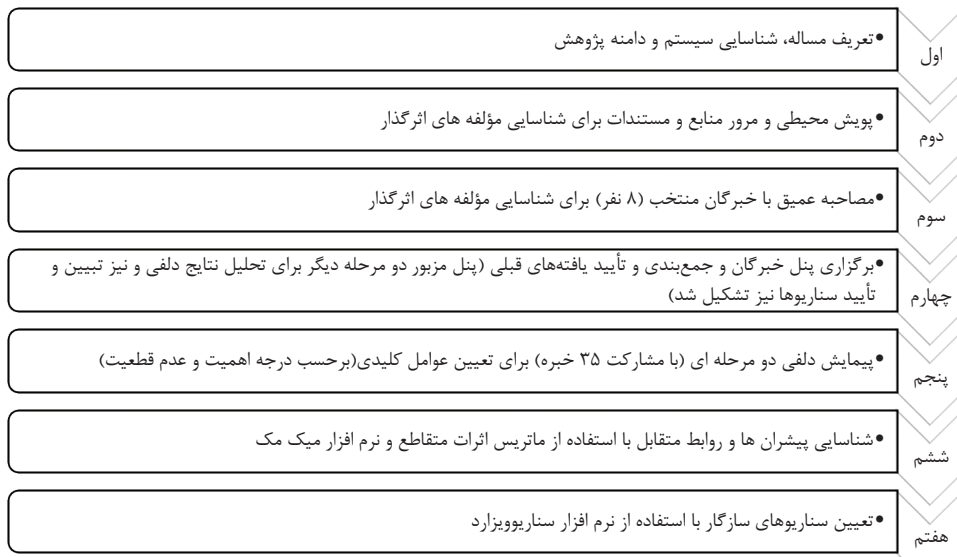 اول
•تعریف مساله، شناسایی سیستم و دامنه پژوهش
دوم
•پویش محیطی و مرور منابع و مستندات برای شناسایی مؤلفه های اثرگذار
سوم
•مصاحبه عمیق با خبرگان منتخب (۸ نفر) برای شناسایی مؤلفه های اثرگذار
چهارم
•برگزاری پنل خبرگان و جمع‌بندی و تأیید یافته‌های قبلی (پنل مزبور دو مرحله دیگر برای تحلیل نتایج دلفی و نیز تبیین و
تأیید سناریوها نیز تشکیل شد)
پنجم
•پیمایش دلفی دو مرحله ای (با مشارکت ۳۵ خبره) برای تعیین عوامل کلیدی(برحسب درجه اهمیت و عدم قطعیت)
ششم
•شناسایی پیشران ها و روابط متقابل با استفاده از ماتریس اثرات متقاطع و نرم افزار میک مک
هفتم
•تعیین سناریوهای سازگار با استفاده از نرم افزار سناریوویزارد